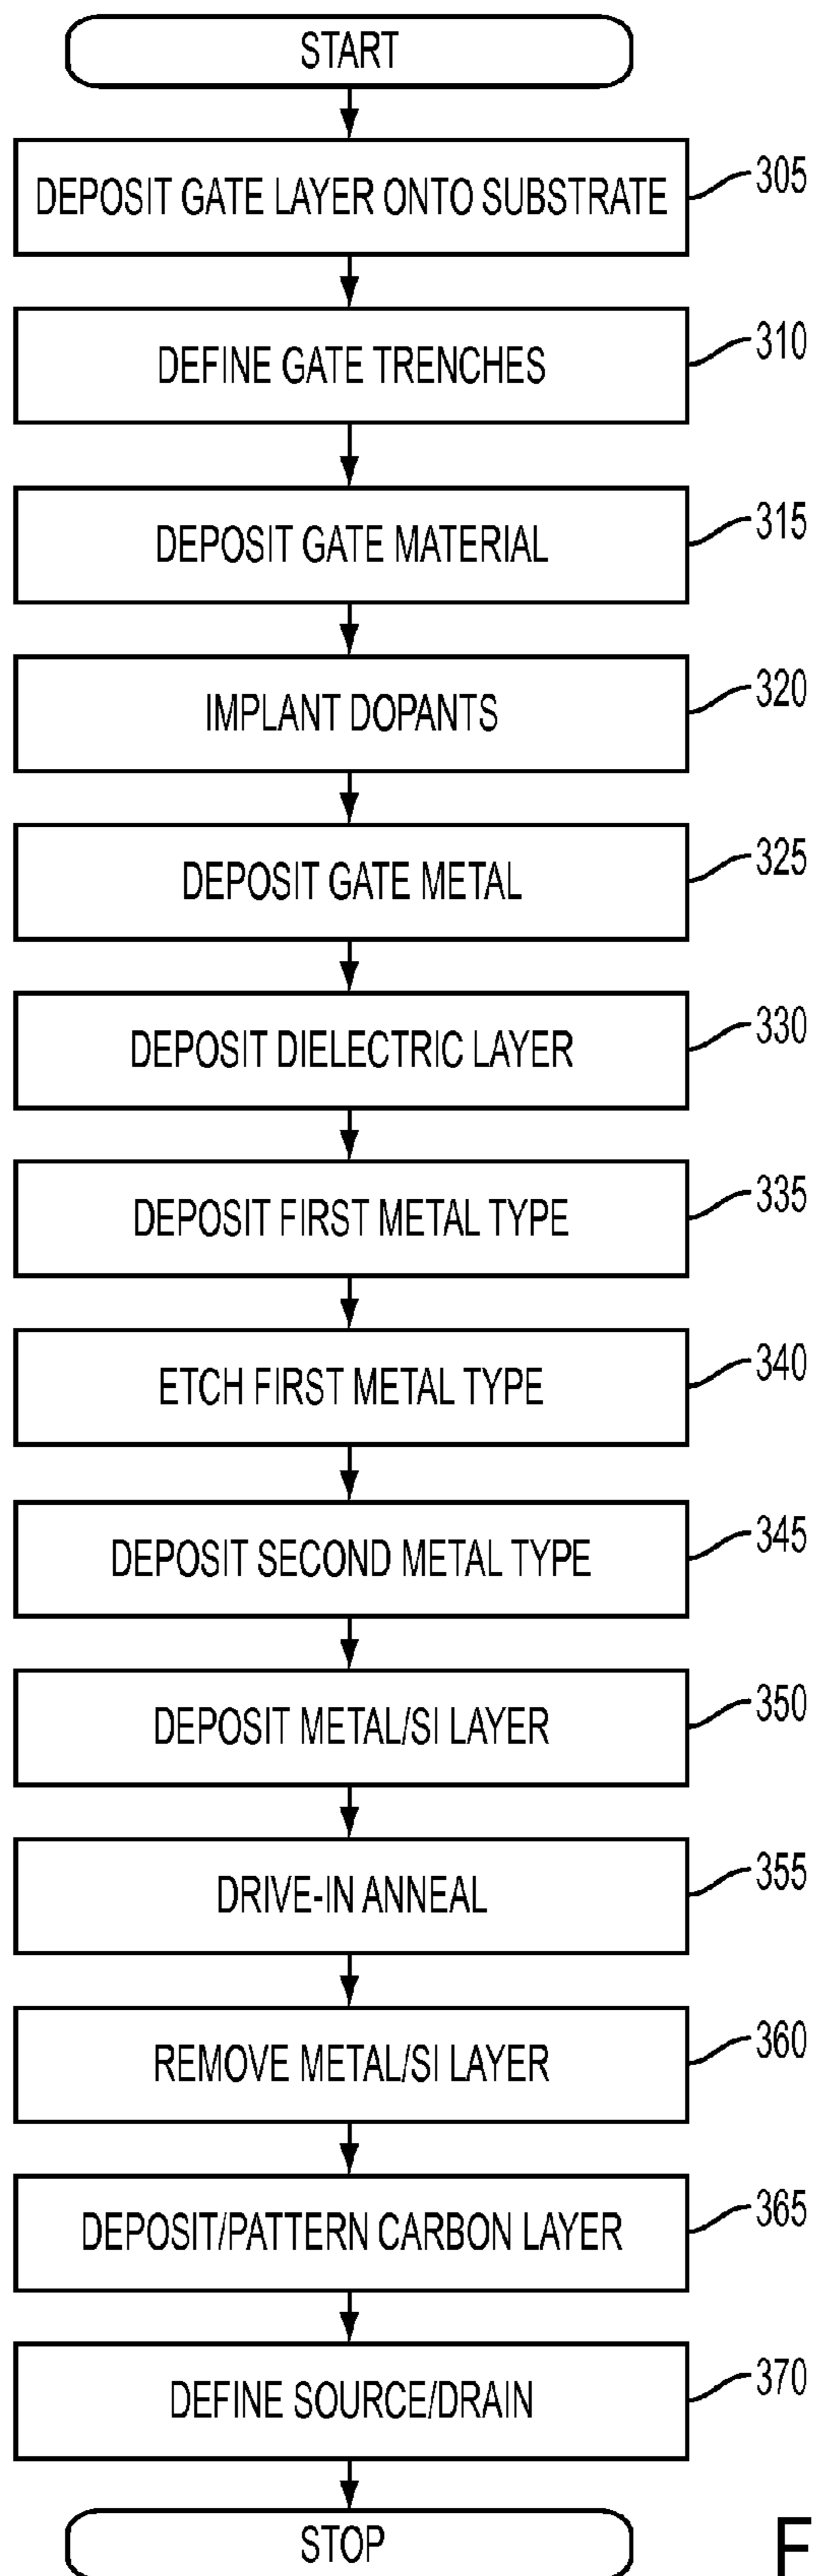 START
DEPOSIT GATE LAYER ONTO SUBSTRATE 305
DEFINE GATE TRENCHES 310
DEPOSIT GATE MATERIAL 315
IMPLANT DOPANTS 320
DEPOSIT GATE METAL 325
DEPOSIT DIELECTRIC LAYER 330
DEPOSIT FIRST METAL TYPE 335
ETCH FIRST METAL TYPE 340
DEPOSIT SECOND METAL TYPE 345
DEPOSIT METAL/SI LAYER 350
DRIVE-IN ANNEAL 355
REMOVE METAL/SI LAYER 360
DEPOSIT/PATTERN CARBON LAYER 365
DEFINE SOURCE/DRAIN 370
STOP